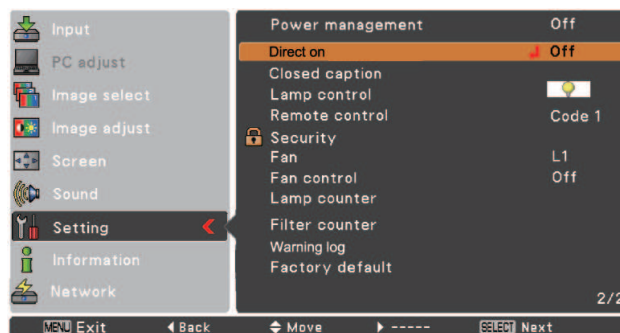 Input
PC adjust
Image select
Image adjust
Screen
Sound
Setting
Information
Network
Power management Off
Direct on Off
Closed caption
Lamp control
Remote control Code 1
Security
Fan L1
Fan control Off
Lamp counter
Filter counter
Warning log
Factory default
2/2
MENU Exit Back Move ----- SELECT Next